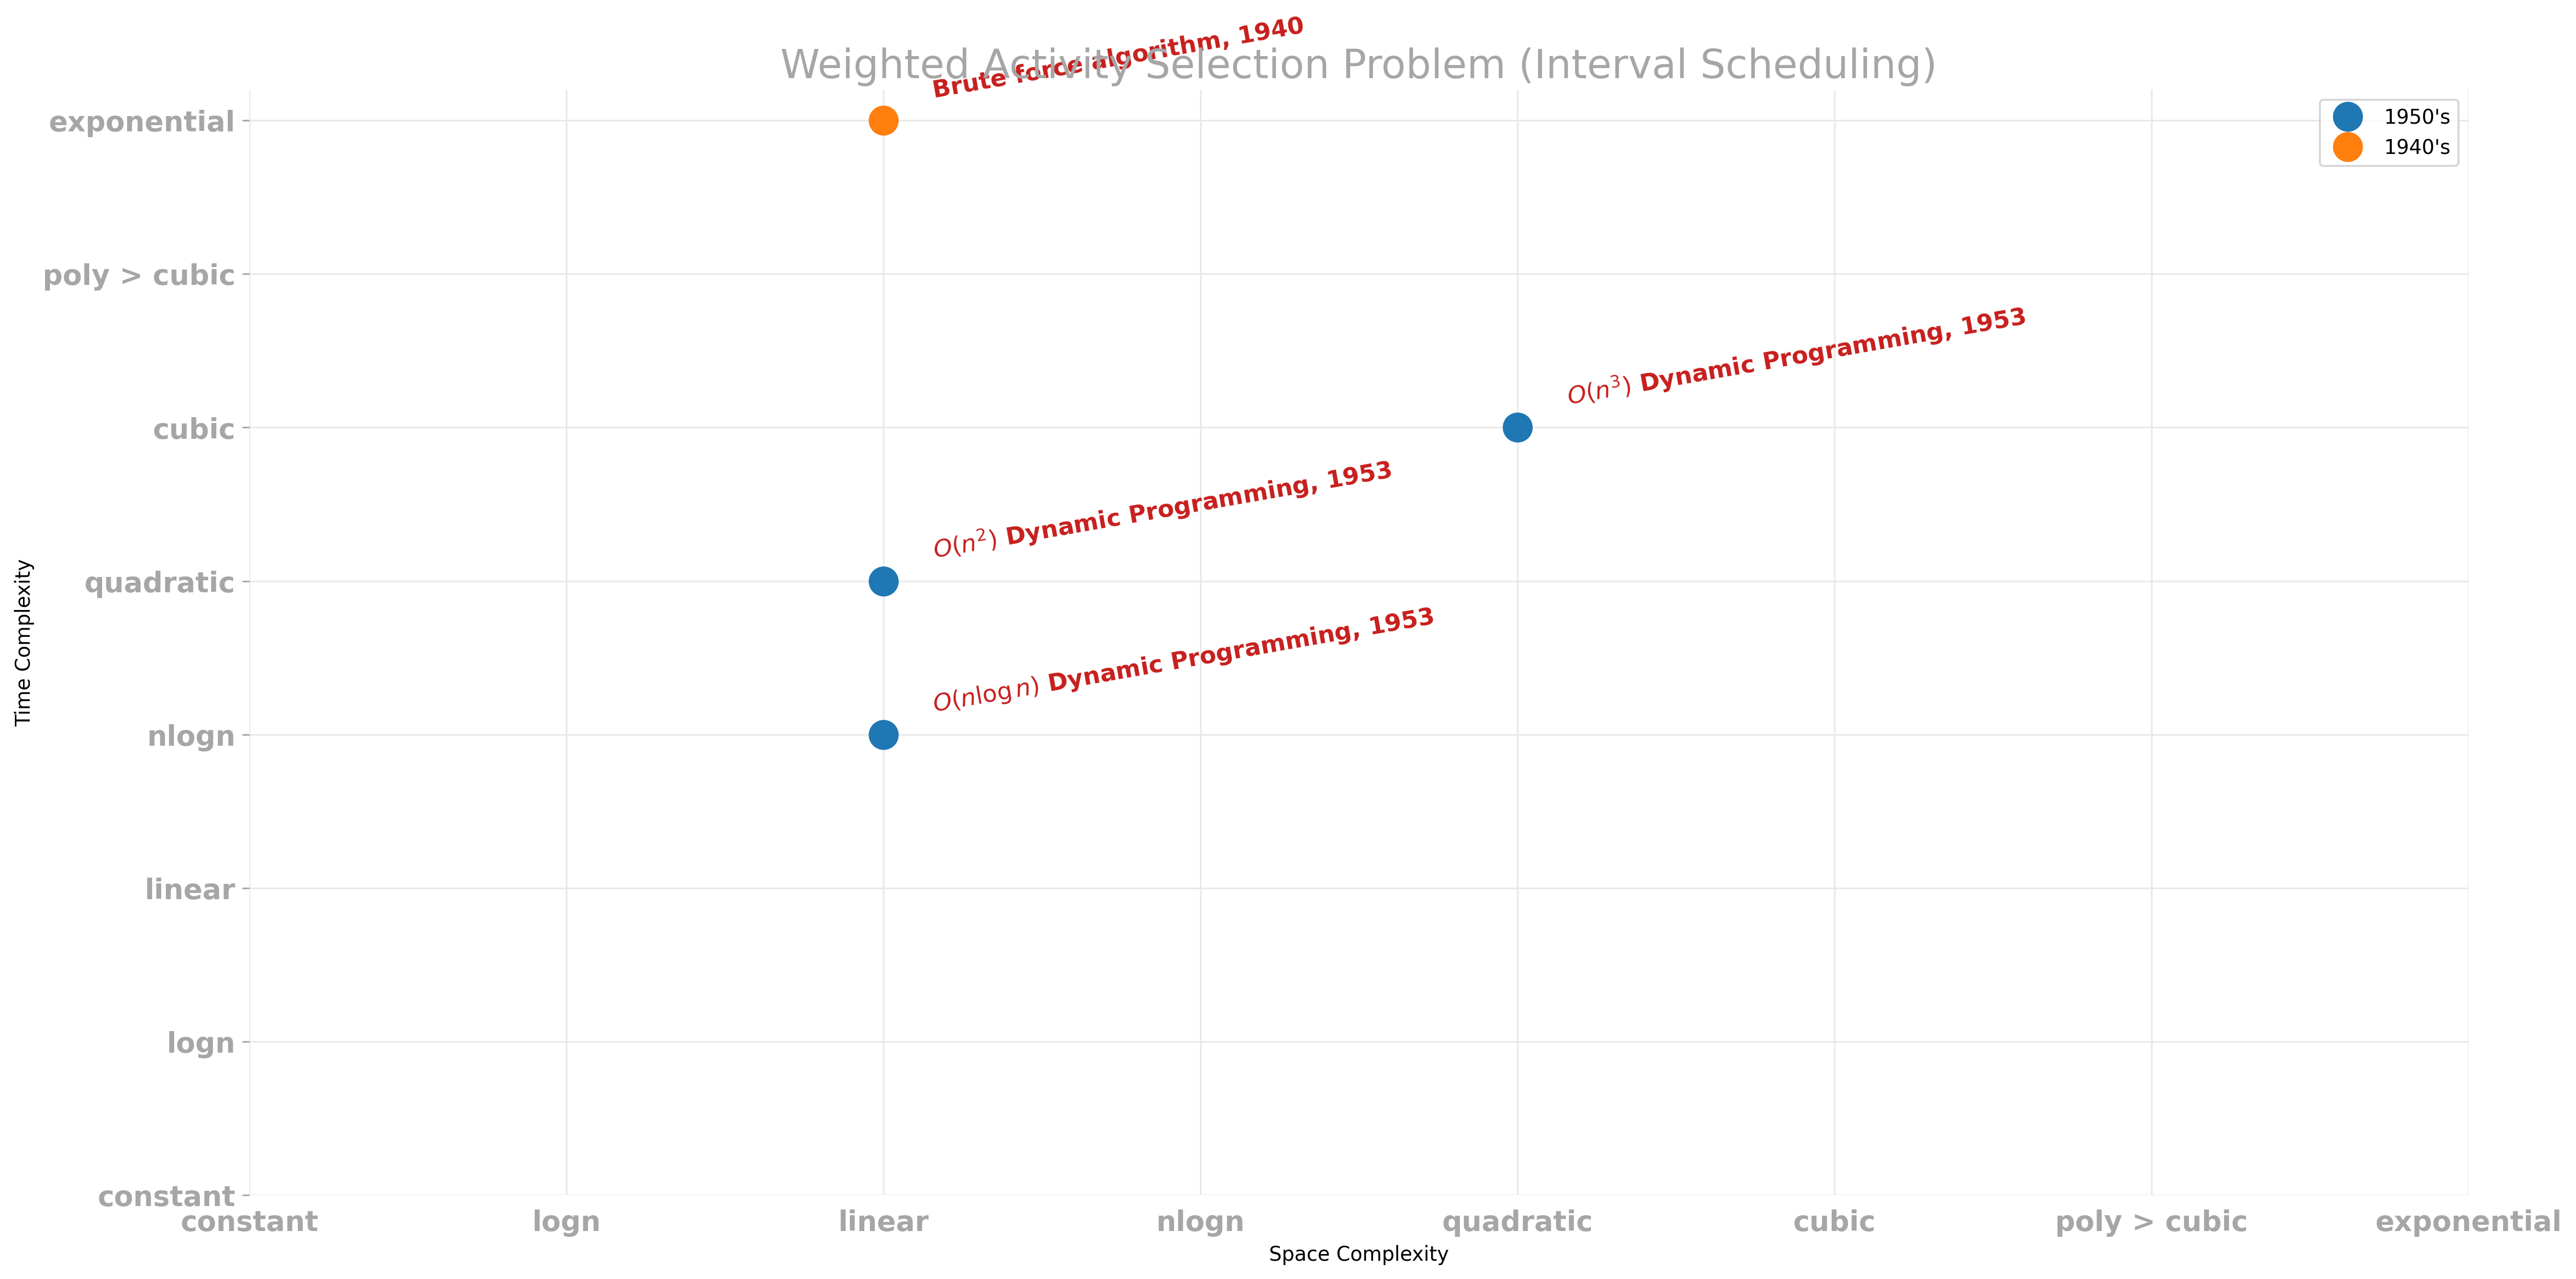 Brute force algorithm, 1940
Weighted Activity Selection Problem (Interval Scheduling)
exponential
poly > cubic
cubic
quadratic
nlogn
linear
logn
constant
Time Complexity
1950's
1940's
O(n³) Dynamic Programming, 1953
O(n²) Dynamic Programming, 1953
O(nlog n) Dynamic Programming, 1953
constant logn linear nlogn quadratic cubic poly > cubic exponential
Space Complexity